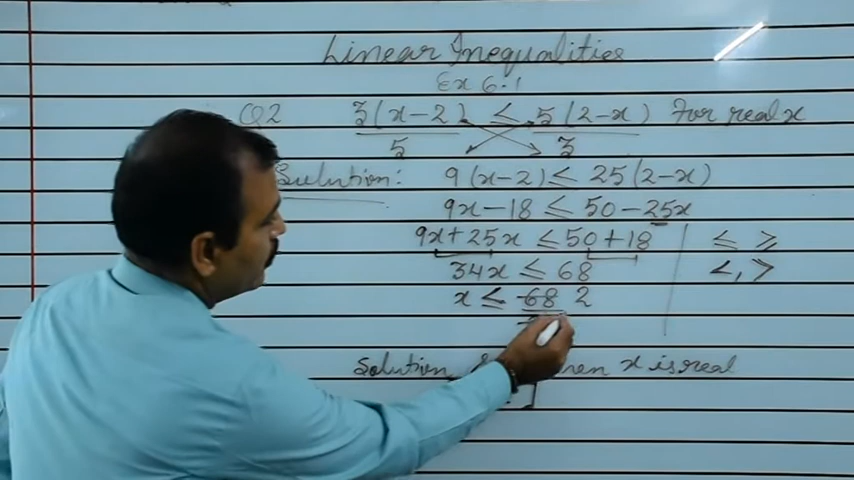 Linear Inequalities
Ex 6.1
Q2 3(x-2)/5 ≤ 5(2-x)/3 For real x
Solution: 9(x-2) ≤ 25(2-x)
9x-18 ≤ 50-25x
9x+25x ≤ 50+18 ≤ ≥
34x ≤ 68 <, >
x ≤ 68 2
Solution when x is real